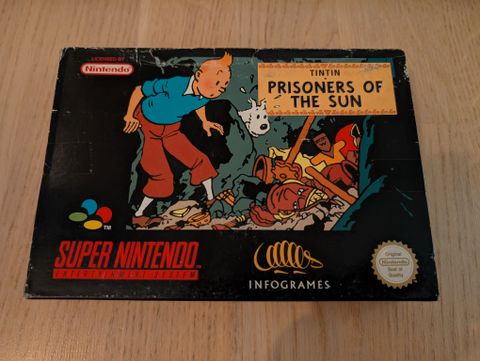 LICENSED BY
Nintendo
TINTIN
PRISONERS OF
THE SUN
SUPER NINTENDO
ENTERTAINMENT SYSTEM
INFOGRAMES
Original
Nintendo
Seal of
Quality